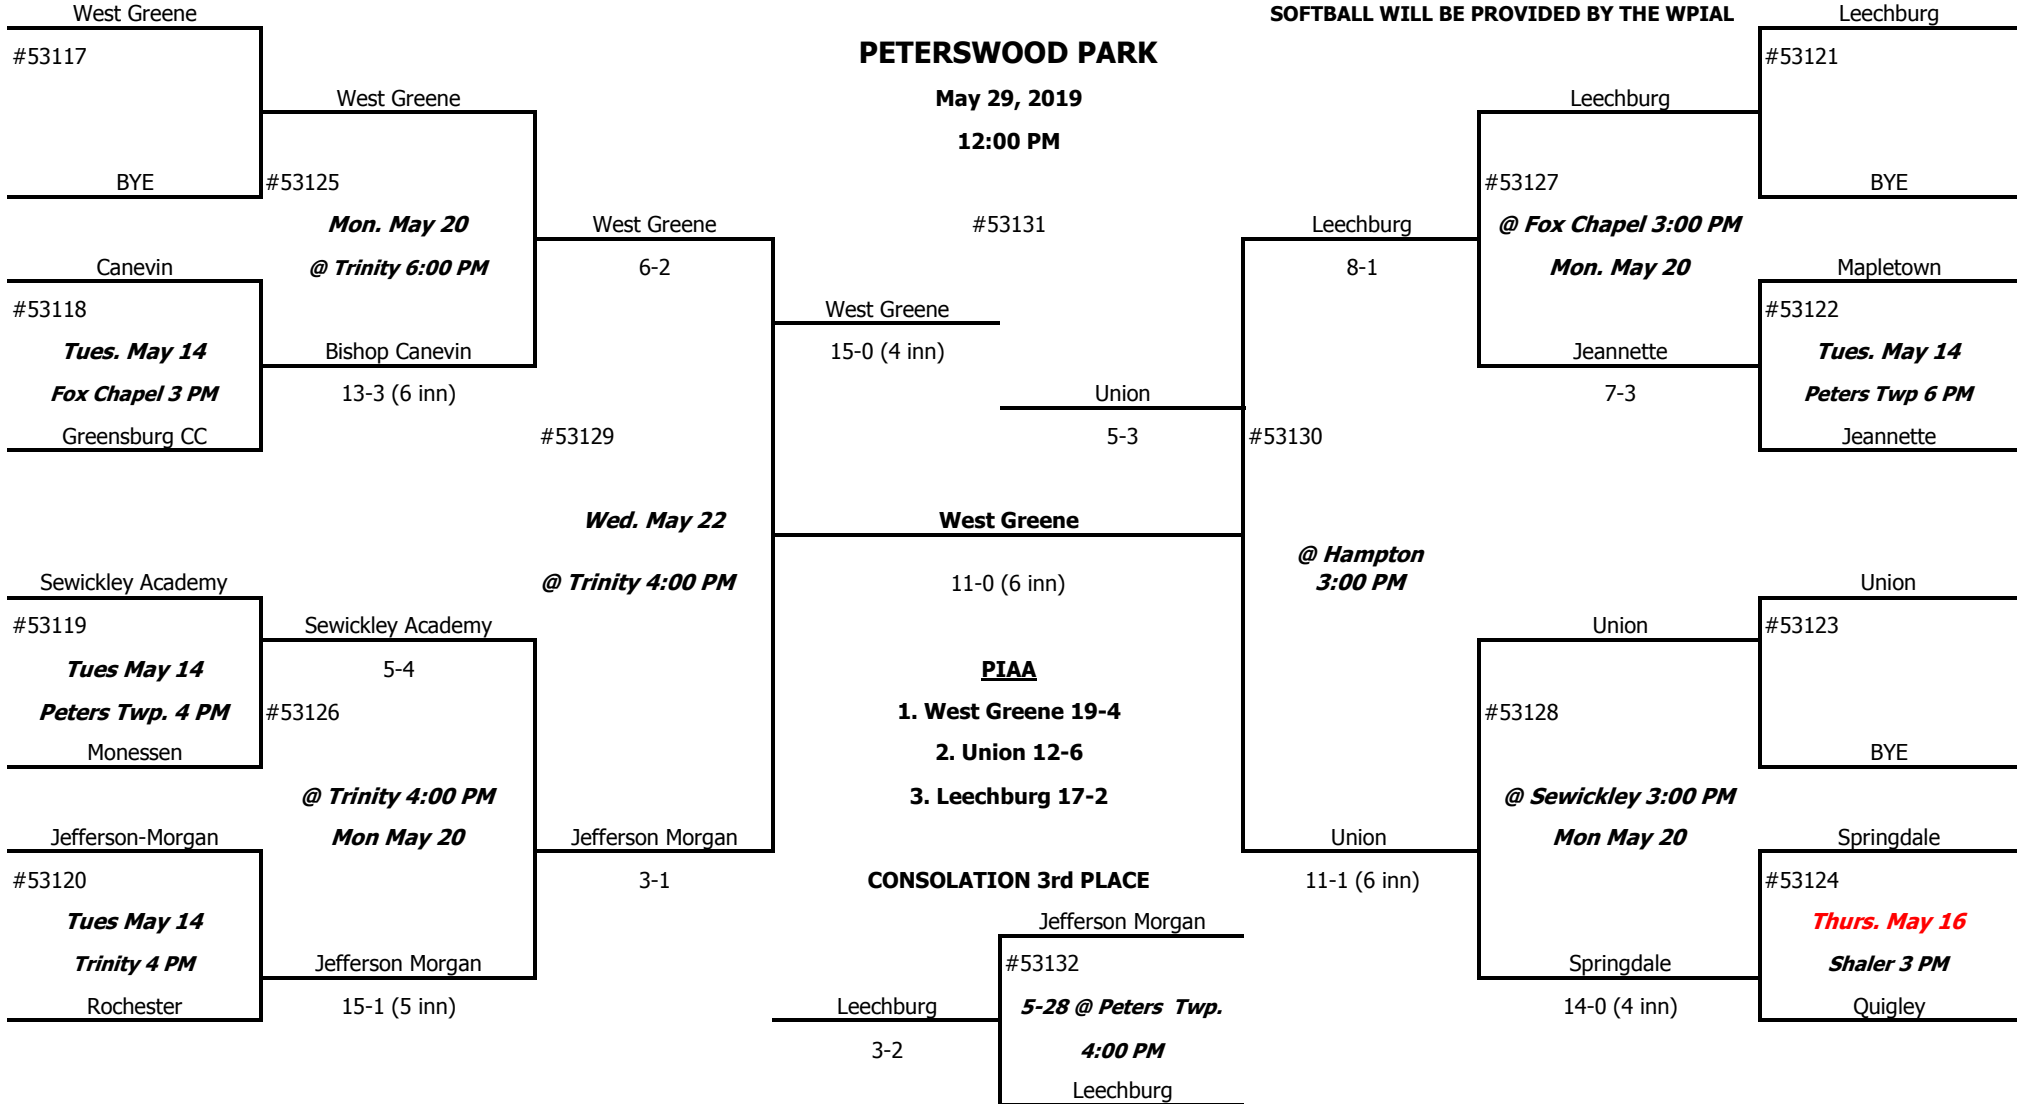 West Greene
SOFTBALL WILL BE PROVIDED BY THE WPIAL
Leechburg
#53117
PETERSWOOD PARK
#53121
West Greene
May 29, 2019
Leechburg
12:00 PM
BYE
#53125
#53127
BYE
Mon. May 20
West Greene
#53131
Leechburg
@ Fox Chapel 3:00 PM
Canevin
@ Trinity 6:00 PM
6-2
8-1
Mon. May 20
Mapletown
#53118
West Greene
#53122
Tues. May 14
Bishop Canevin
15-0 (4 inn)
Jeannette
Tues. May 14
Fox Chapel 3 PM
13-3 (6 inn)
Union
7-3
Peters Twp 6 PM
Greensburg CC
#53129
5-3
#53130
Jeannette
Wed. May 22
West Greene
@ Hampton
3:00 PM
Sewickley Academy
@ Trinity 4:00 PM
11-0 (6 inn)
Union
#53119
Sewickley Academy
Union
#53123
Tues May 14
5-4
PIAA
Peters Twp. 4 PM
#53126
1. West Greene 19-4
#53128
Monessen
2. Union 12-6
BYE
@ Trinity 4:00 PM
3. Leechburg 17-2
@ Sewickley 3:00 PM
Jefferson-Morgan
Mon May 20
Jefferson Morgan
Union
Mon May 20
Springdale
#53120
3-1
CONSOLATION 3rd PLACE
11-1 (6 inn)
#53124
Tues May 14
Jefferson Morgan
Thurs. May 16
Trinity 4 PM
Jefferson Morgan
#53132
Springdale
Shaler 3 PM
Rochester
15-1 (5 inn)
Leechburg
5-28 @ Peters  Twp.
14-0 (4 inn)
Quigley
3-2
4:00 PM
Leechburg